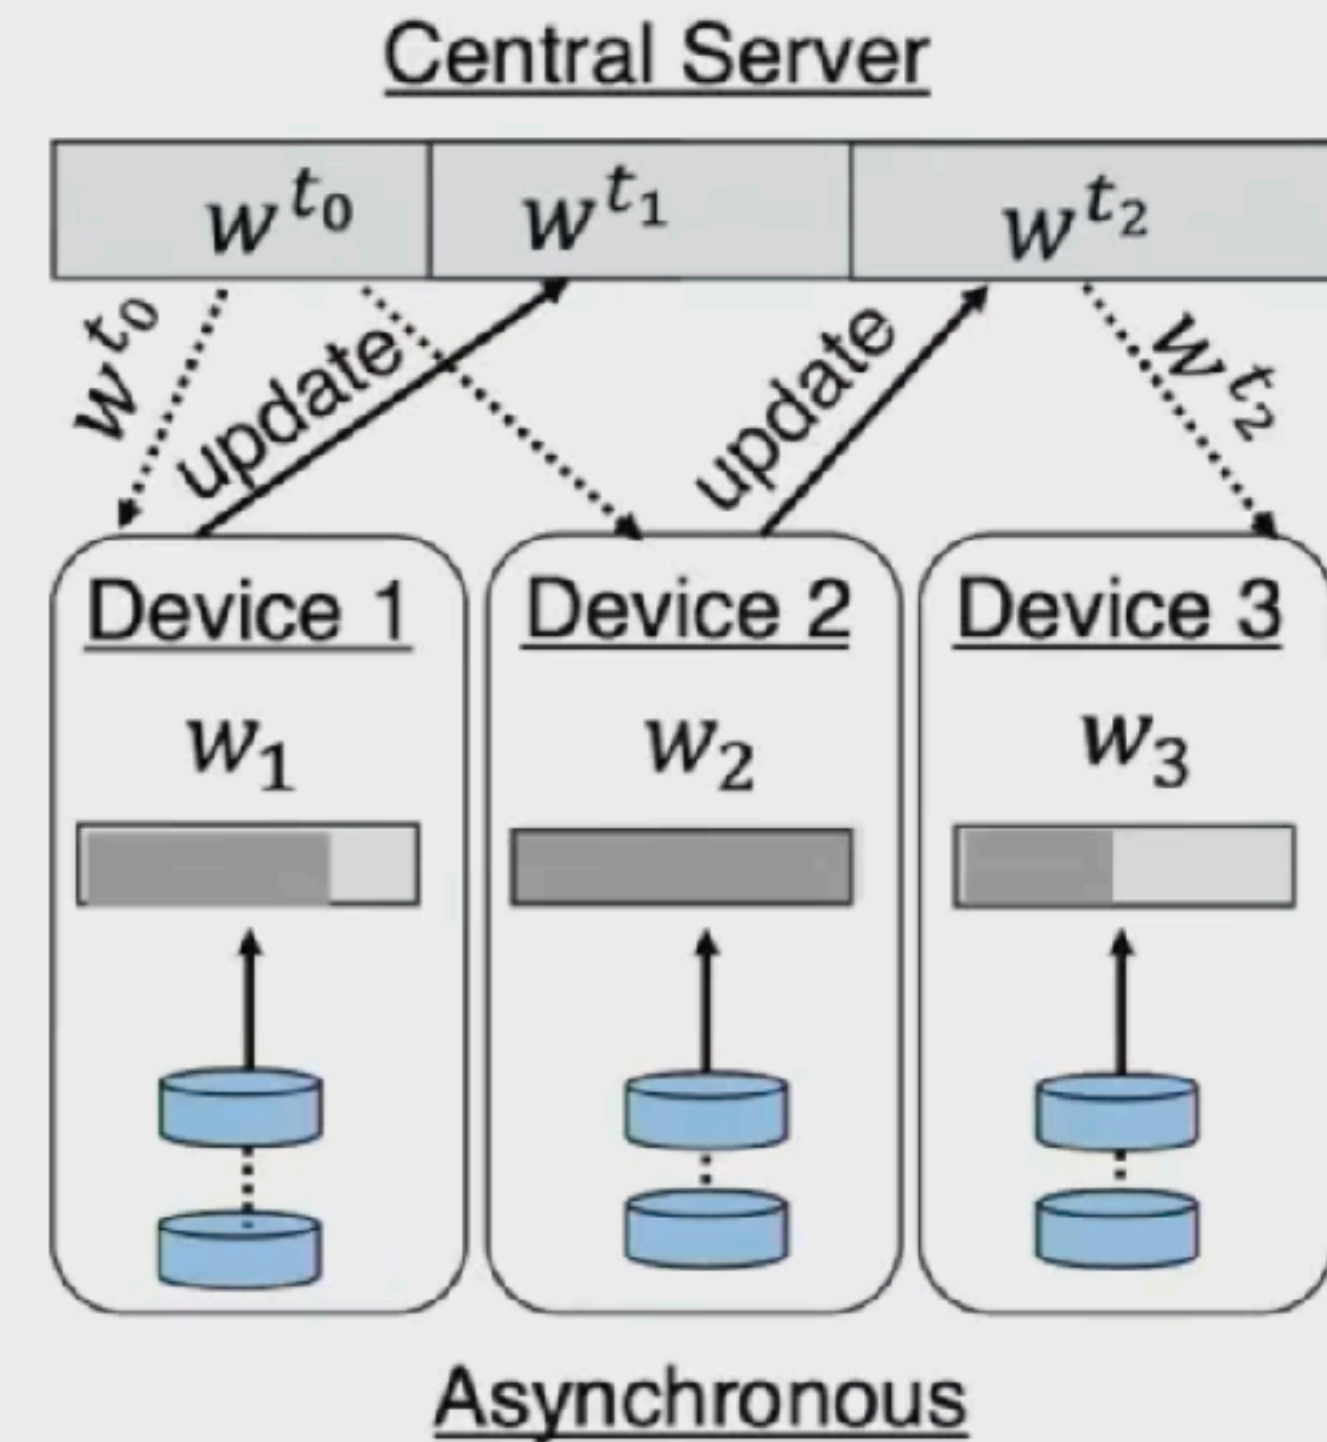 Central Server
w^{t_0} w^{t_1} w^{t_2}
w^{t_0} update update w^{t_2}
Device 1 Device 2 Device 3
w_1 w_2 w_3
Asynchronous